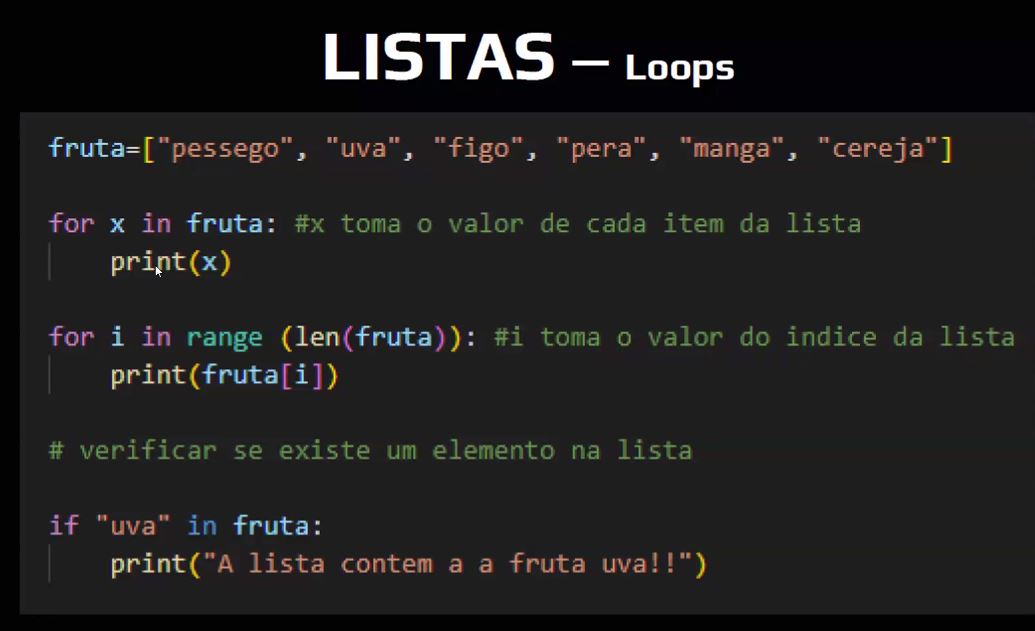 LISTAS — Loops
fruta=["pessego", "uva", "figo", "pera", "manga", "cereja"]
for x in fruta: #x toma o valor de cada item da lista
print(x)
for i in range (len(fruta)): #i toma o valor do indice da lista
print(fruta[i])
# verificar se existe um elemento na lista
if "uva" in fruta:
print("A lista contem a a fruta uva!!")